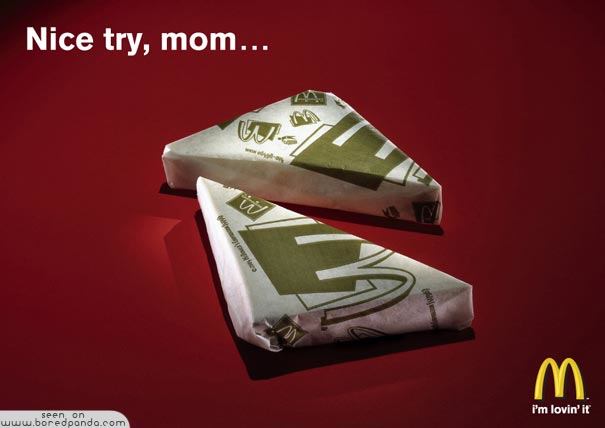 Nice try, mom...
M
i'm lovin' it
seen on
www.boredpanda.com